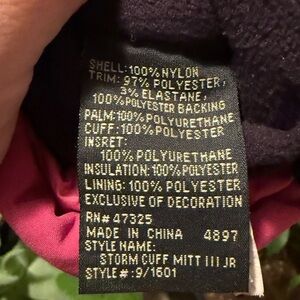 SHELL:100%NYLON
TRIM: 97% POLYESTER,
3% ELASTANE,
100%POLYESTER BACKING
PALM:100%POLYURETHANE
CUFF:100%POLYESTER
INSRET:
100% POLYURETHANE
INSULATION:100%POLYESTER
LINING: 100% POLYESTER
EXCLUSIVE OF DECORATION
RN# 47325
MADE IN CHINA 4897
STYLE NAME:
STORM CUFF MITT III JR
STYLE#:9/1601